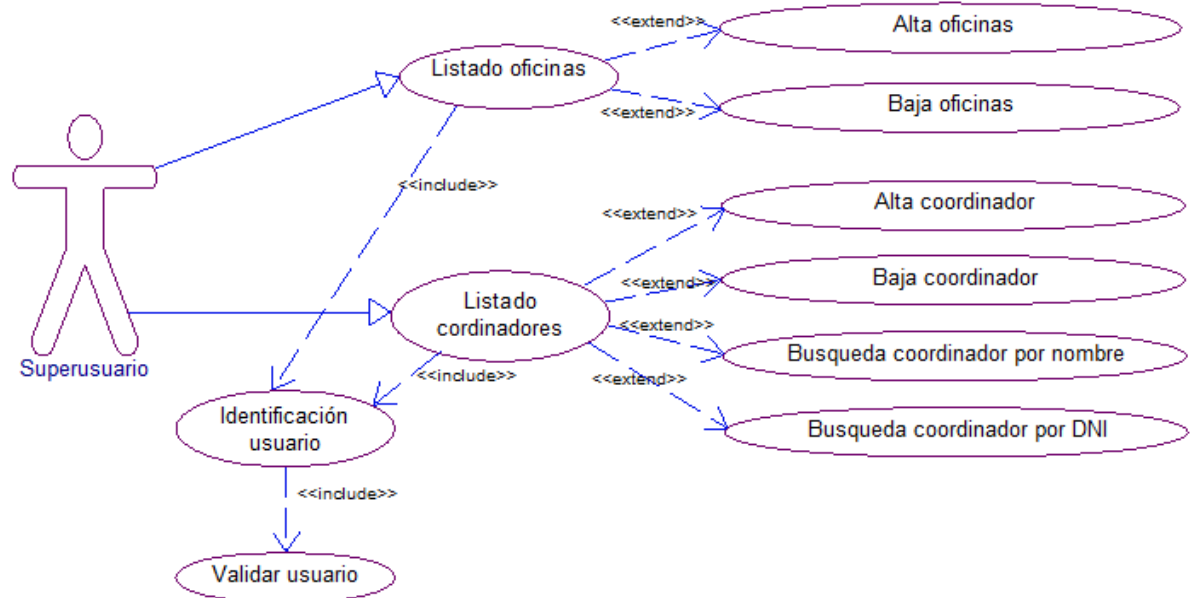 <<extend>>
Alta oficinas
Listado oficinas
Baja oficinas
<<extend>>
<<include>>
Alta coordinador
<<extend>>
Baja coordinador
<<extend>>
Listado
cordinadores
<<extend>>
Busqueda coordinador por nombre
Superusuario
<<include>>
<<extend>>
Identificación
usuario
Busqueda coordinador por DNI
<<include>>
Validar usuario